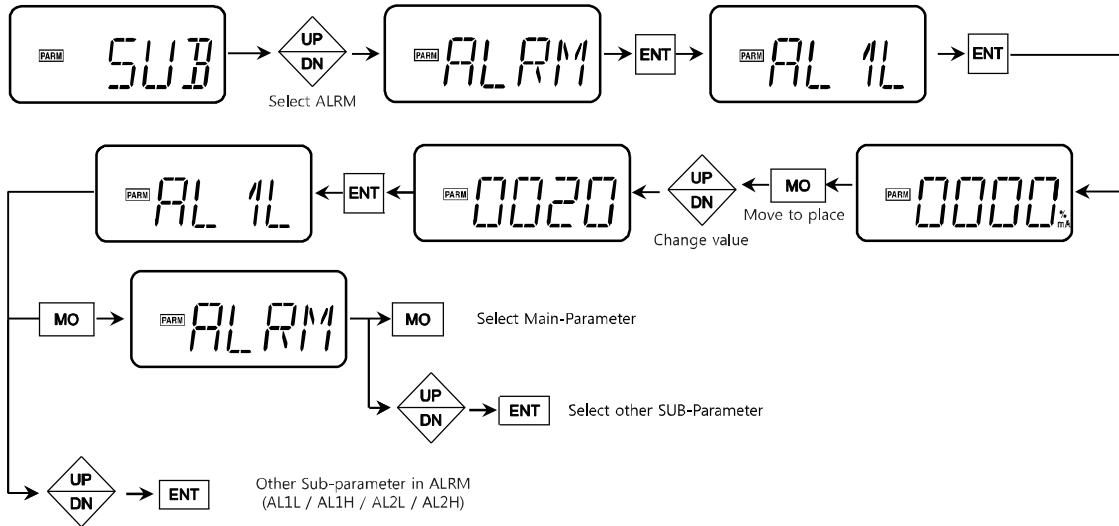 PARM SUB
UP
DN
Select ALRM
PARM ALRM
ENT
PARM AL 1L
ENT
PARM AL 1L
ENT
PARM 0020
UP
DN
Change value
MO
Move to place
PARM 0000 % mA
MO
PARM ALRM
MO
Select Main-Parameter
UP
DN
ENT
Select other SUB-Parameter
UP
DN
ENT
Other Sub-parameter in ALRM
(AL1L / AL1H / AL2L / AL2H)